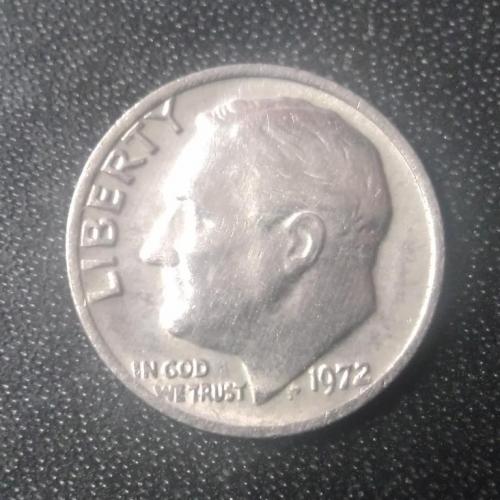 LIBERTY
IN GOD
WE TRUST
1972